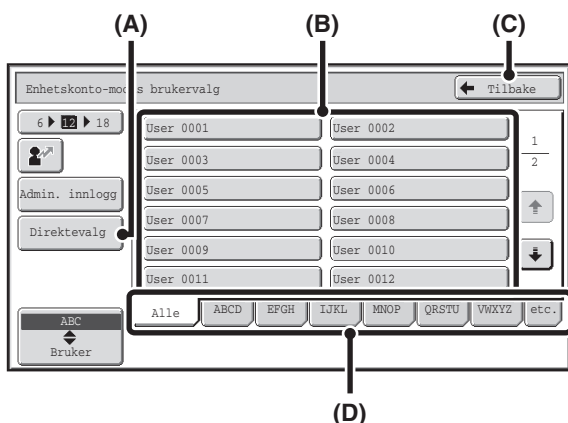 (A) (B) (C)
Enhetskonto-mod s brukervalg
Tilbake
6 12 18
User 0001 User 0002
1
2
User 0003 User 0004
Admin. innlogg
User 0005 User 0006
Direktevalg
User 0007 User 0008
User 0009 User 0010
User 0011 User 0012
Alle ABCD EFGH IJKL MNOP QRSTU VWXYZ etc.
ABC
Bruker
(D)